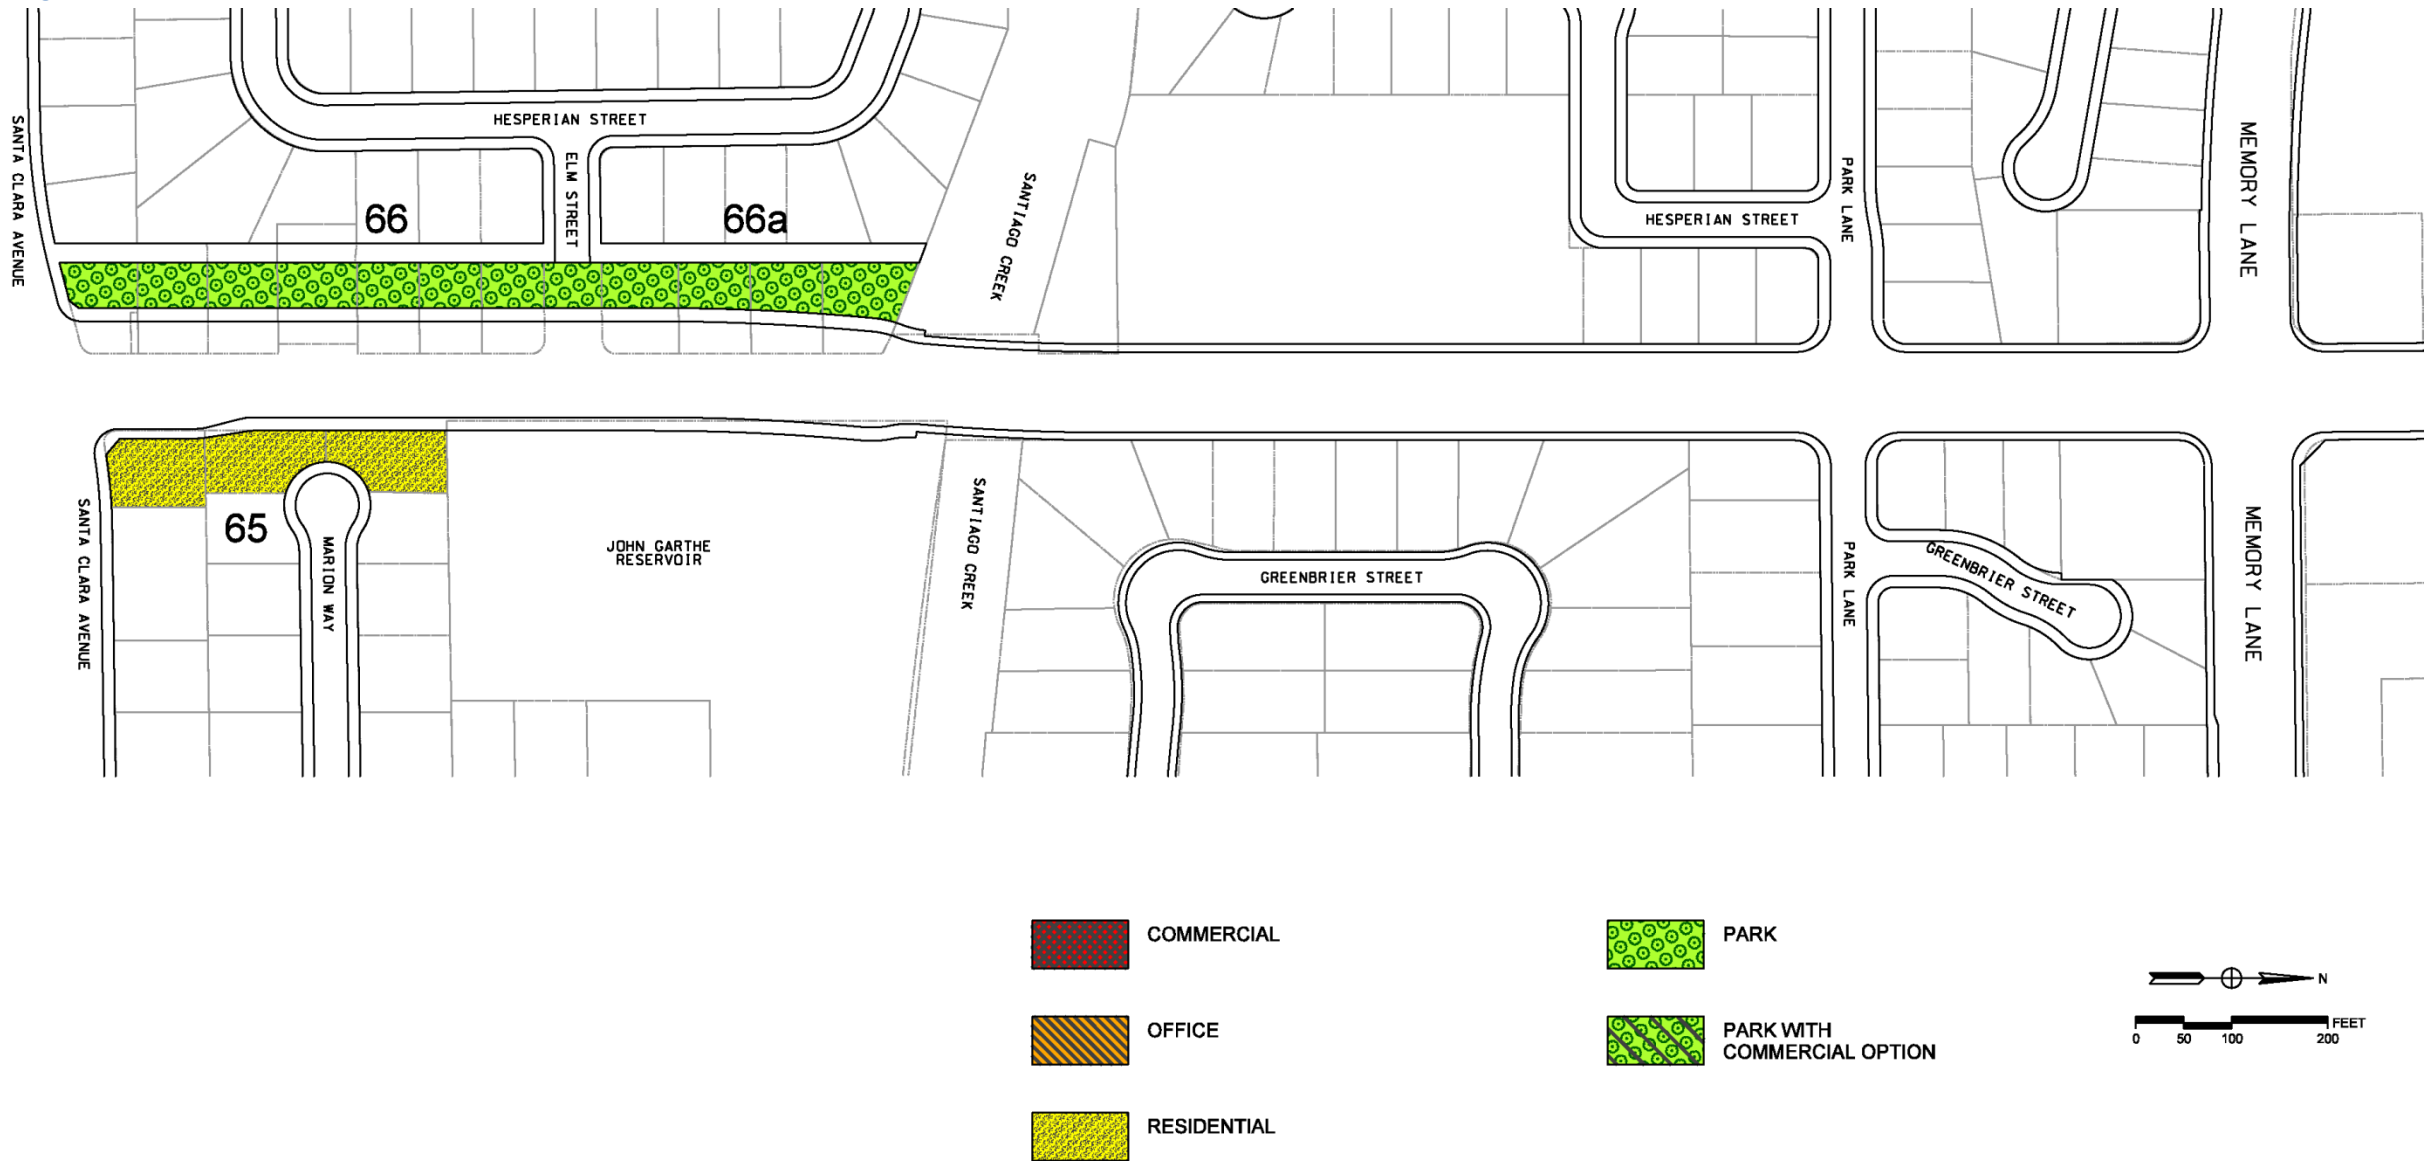 HESPERIAN STREET
SANTA CLARA AVENUE
ELM STREET
66
66a
SANTIAGO CREEK
HESPERIAN STREET
PARK LANE
MEMORY LANE
SANTA CLARA AVENUE
65
MARION WAY
JOHN GARTHE
RESERVOIR
SANTIAGO CREEK
GREENBRIER STREET
PARK LANE
GREENBRIER STREET
MEMORY LANE
COMMERCIAL
PARK
OFFICE
PARK WITH
COMMERCIAL OPTION
RESIDENTIAL
N
FEET
0 50 100 200